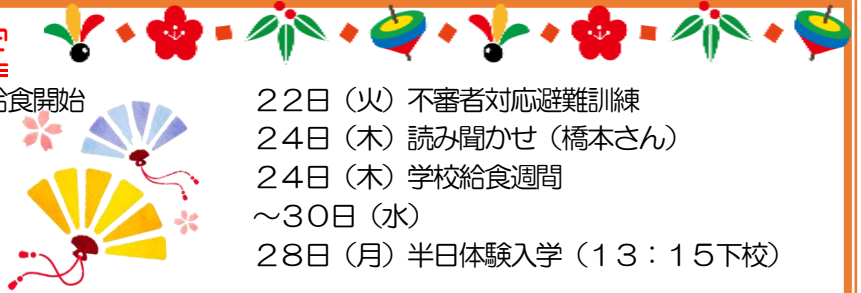 給食開始
２２日（火）不審者対応避難訓練
２４日（木）読み聞かせ（橋本さん）
２４日（木）学校給食週間
～３０日（水）
２８日（月）半日体験入学（１３：１５下校）